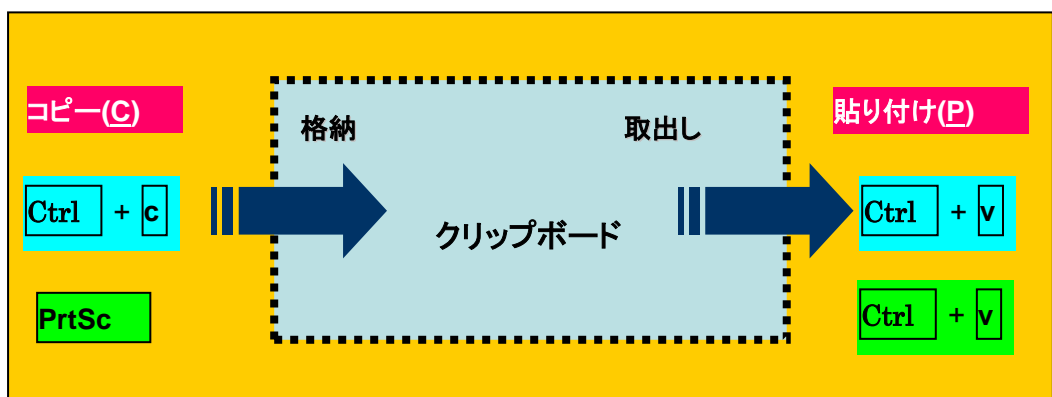 コピー(C)
格納
取出し
貼り付け(P)
Ctrl + c
クリップボード
Ctrl + v
PrtSc
Ctrl + v